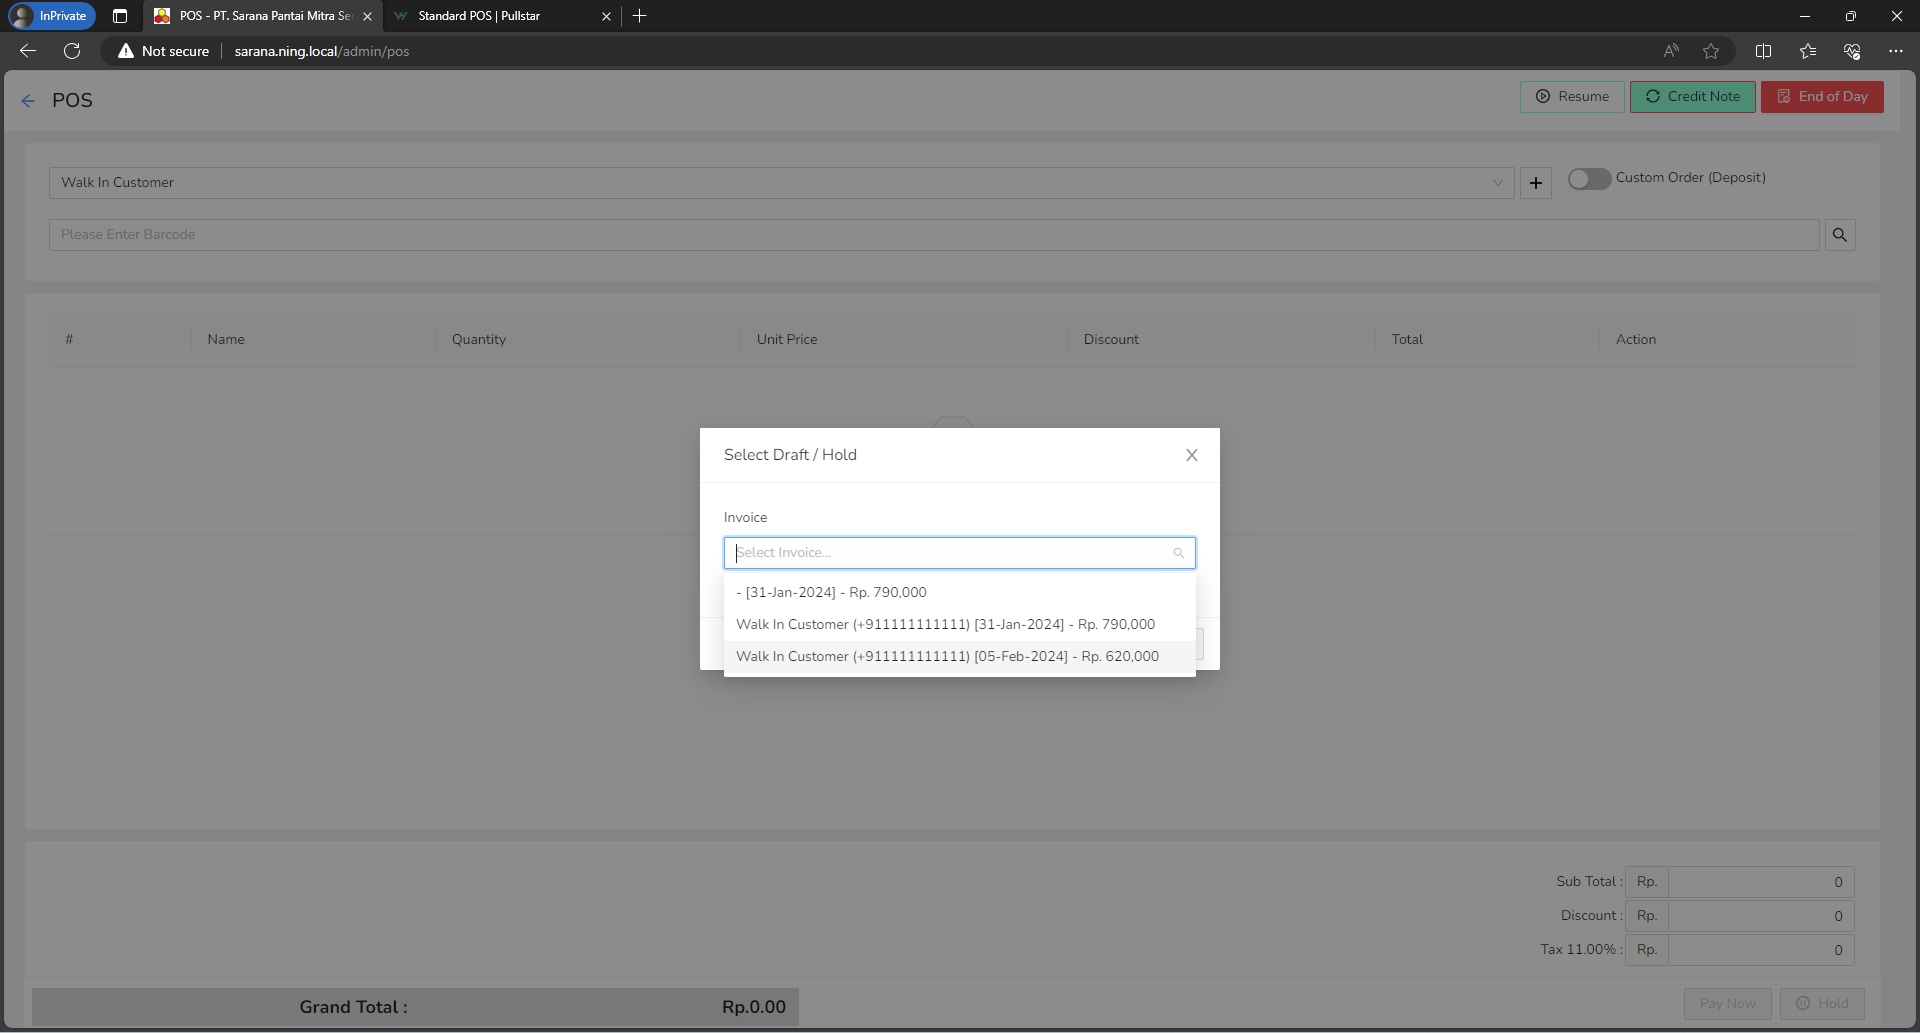 InPrivate
POS - PT. Sarana Pantai Mitra Se
Standard POS | Pullstar
Not secure
sarana.ning.local/admin/pos
POS
Resume
Credit Note
End of Day
Walk In Customer
Custom Order (Deposit)
Please Enter Barcode
# Name Quantity Unit Price Discount Total Action
Select Draft / Hold
X
Invoice
Select Invoice...
- [31-Jan-2024] - Rp. 790,000
Walk In Customer (+911111111111) [31-Jan-2024] - Rp. 790,000
Walk In Customer (+911111111111) [05-Feb-2024] - Rp. 620,000
Sub Total : Rp. 0
Discount : Rp. 0
Tax 11.00% : Rp. 0
Grand Total : Rp.0.00
Pay Now
Hold